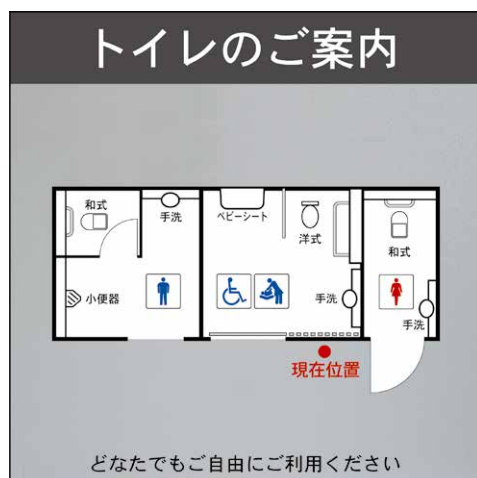 トイレのご案内
和式
手洗
ベビーシート
洋式
和式
小便器
手洗
手洗
現在位置
どなたでもご自由にご利用ください